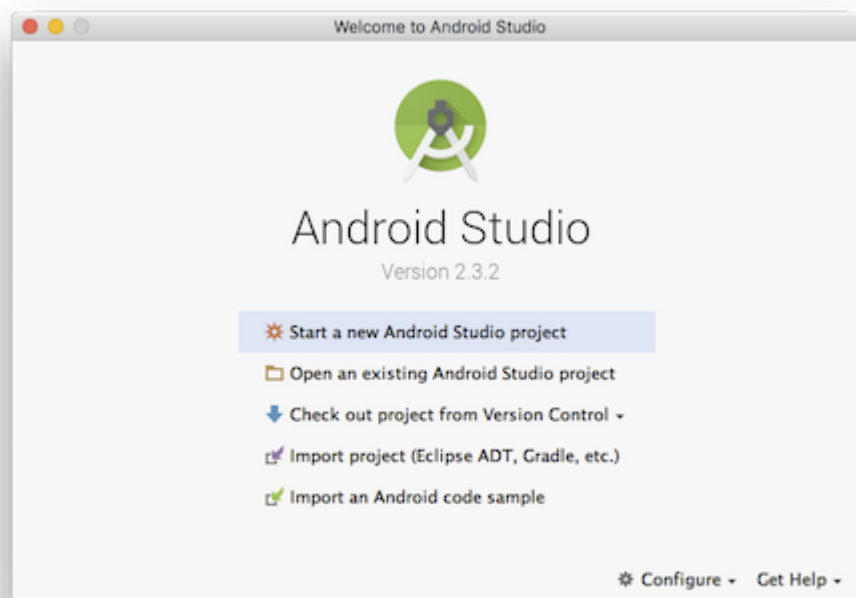 Welcome to Android Studio
Android Studio
Version 2.3.2
Start a new Android Studio project
Open an existing Android Studio project
Check out project from Version Control
Import project (Eclipse ADT, Gradle, etc.)
Import an Android code sample
Configure Get Help